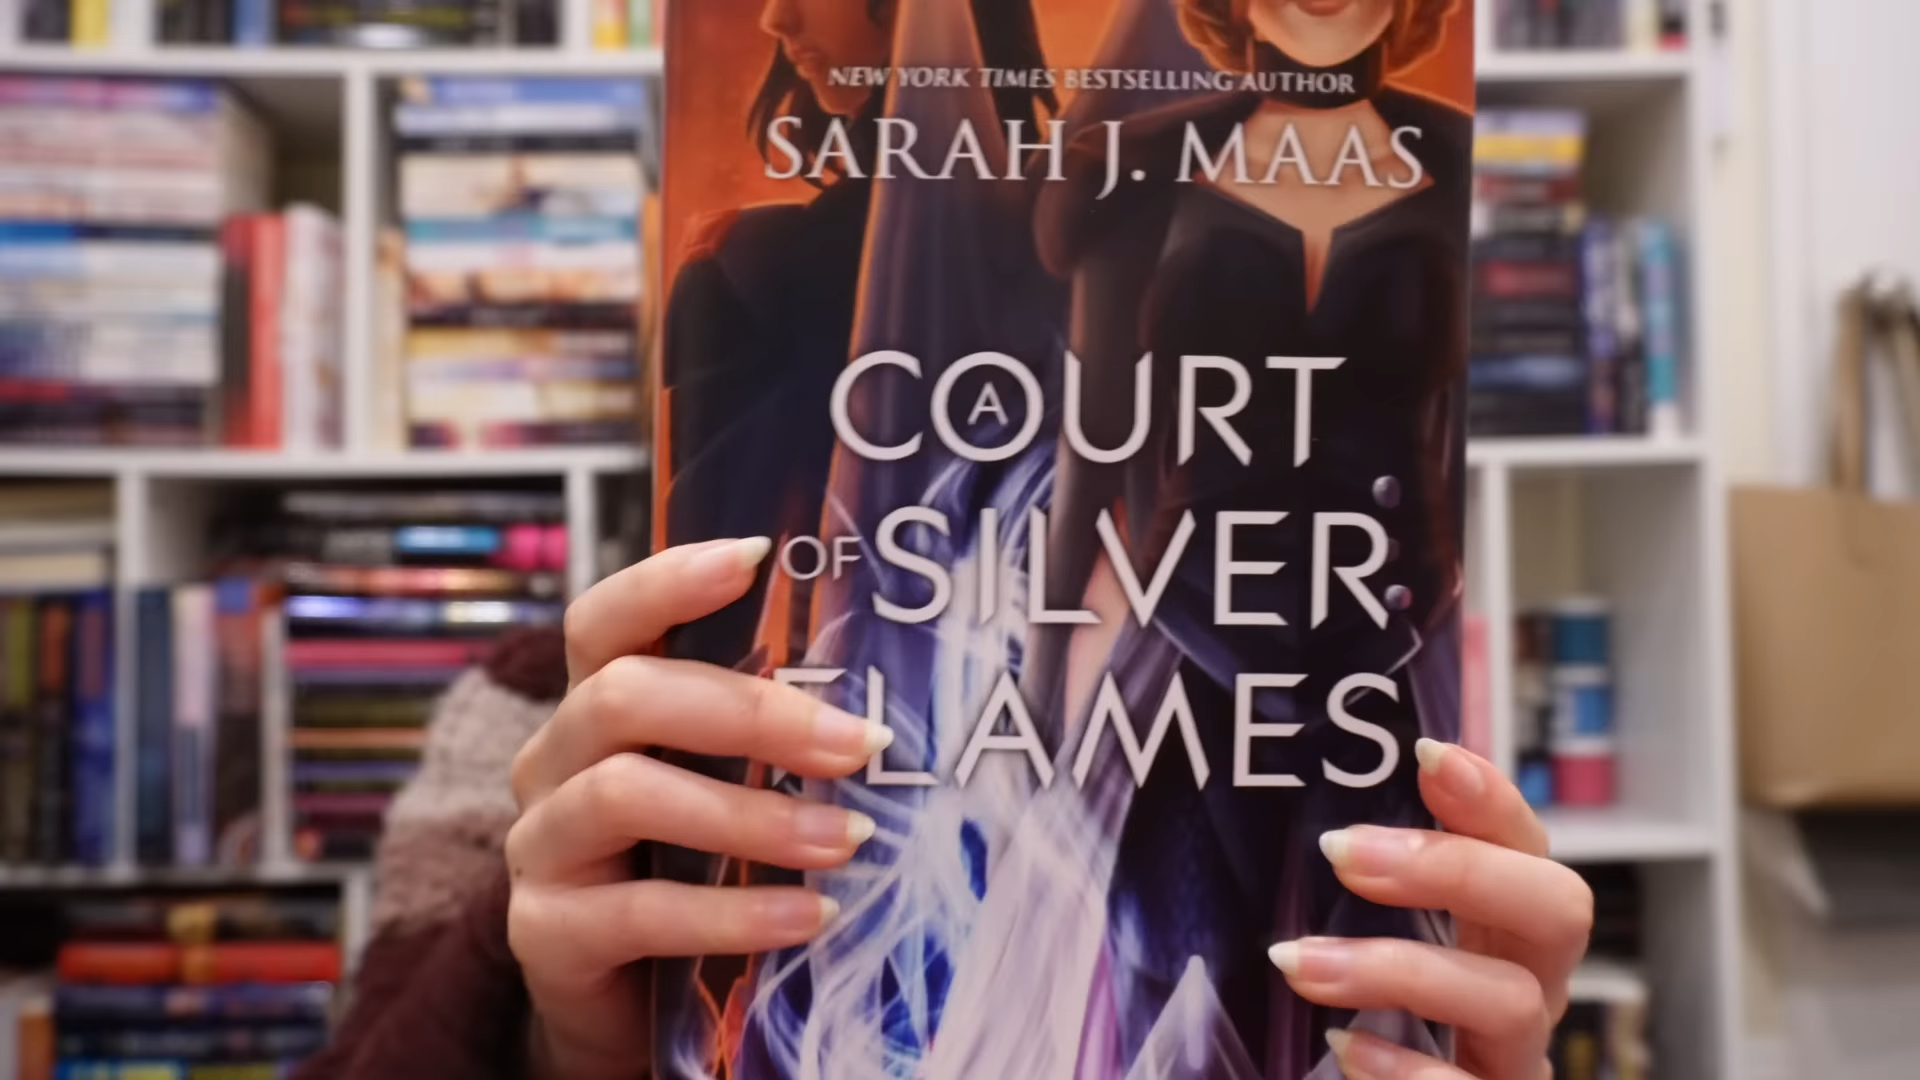 NEW YORK TIMES BESTSELLING AUTHOR
SARAH J. MAAS
A
COURT
OF SILVER
FLAMES